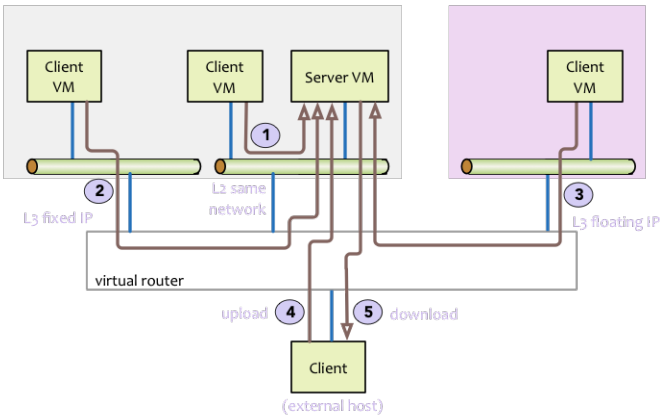 Client
VM
Client
VM
Server VM
Client
VM
1
2
L2 same
network
L3 fixed IP
3
L3 floating IP
virtual router
upload
4
5
download
Client
(external host)